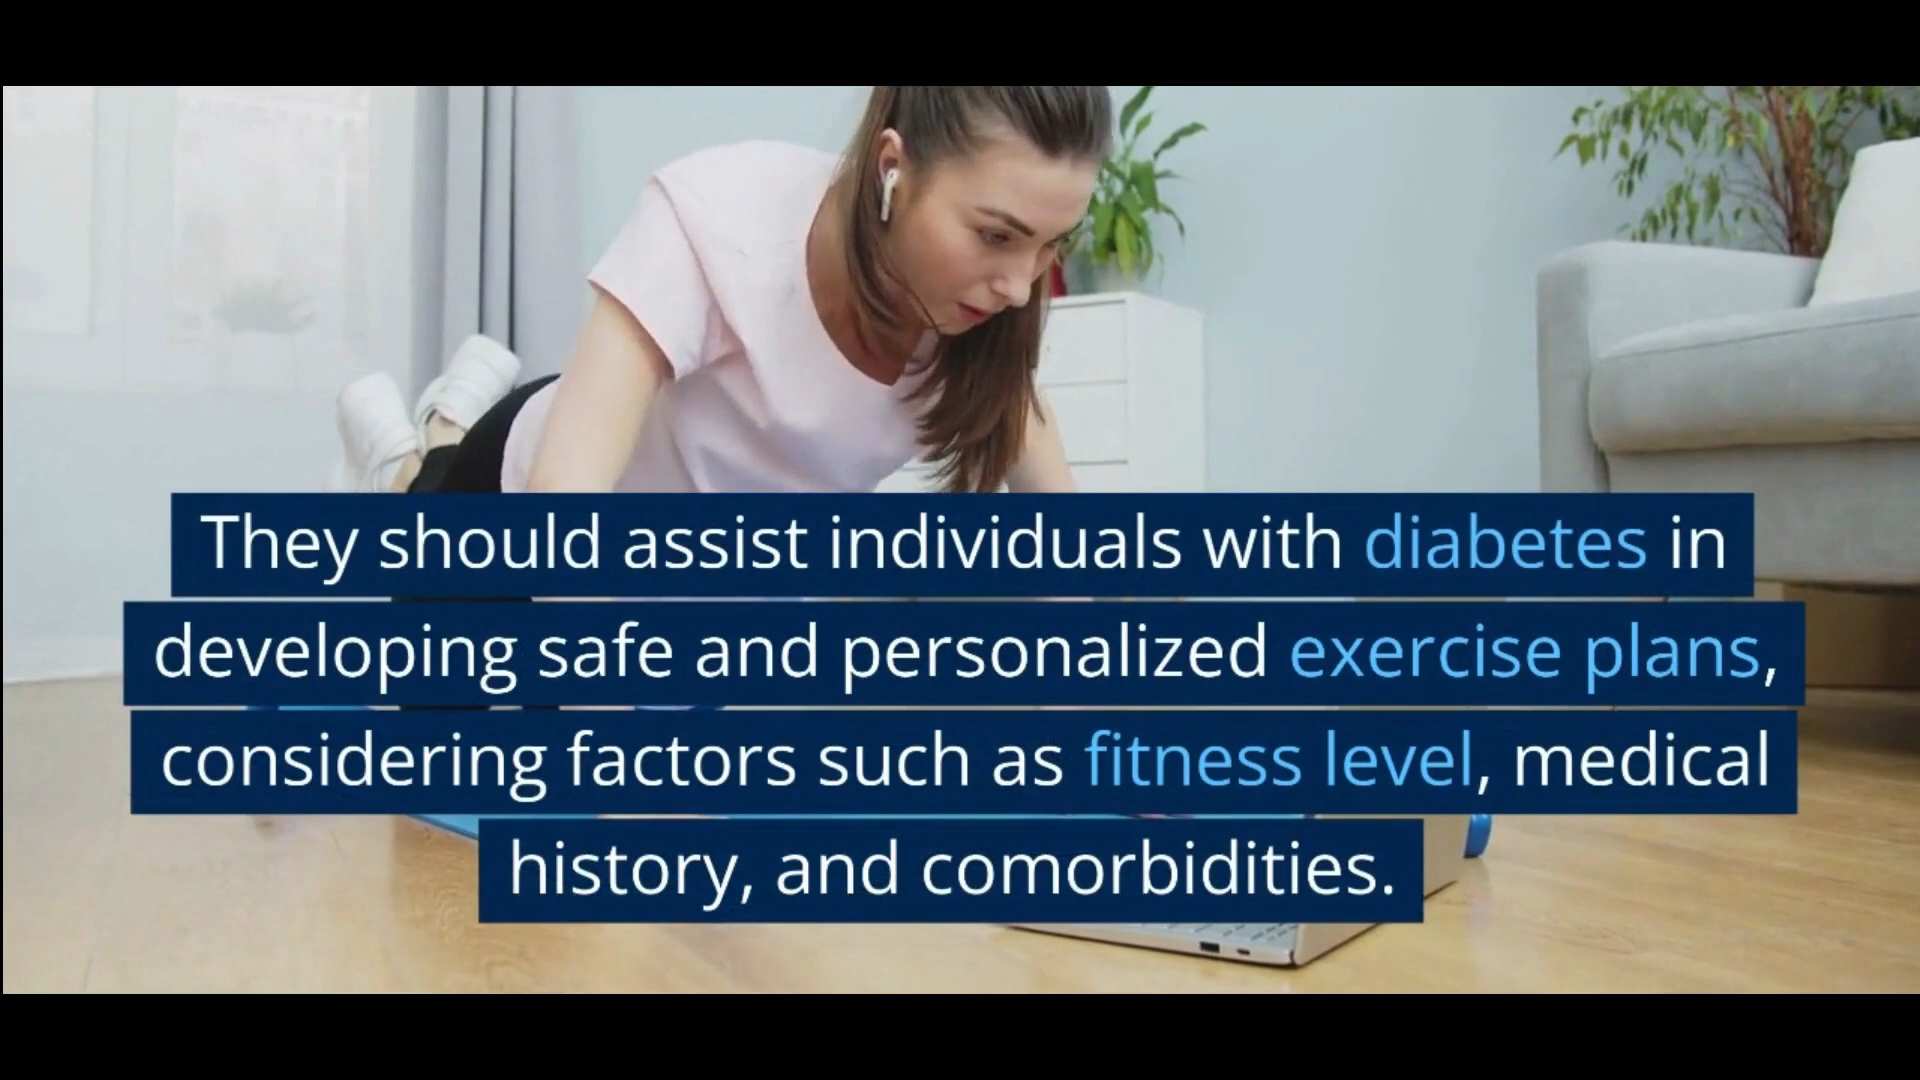 They should assist individuals with diabetes in
developing safe and personalized exercise plans,
considering factors such as fitness level, medical
history, and comorbidities.